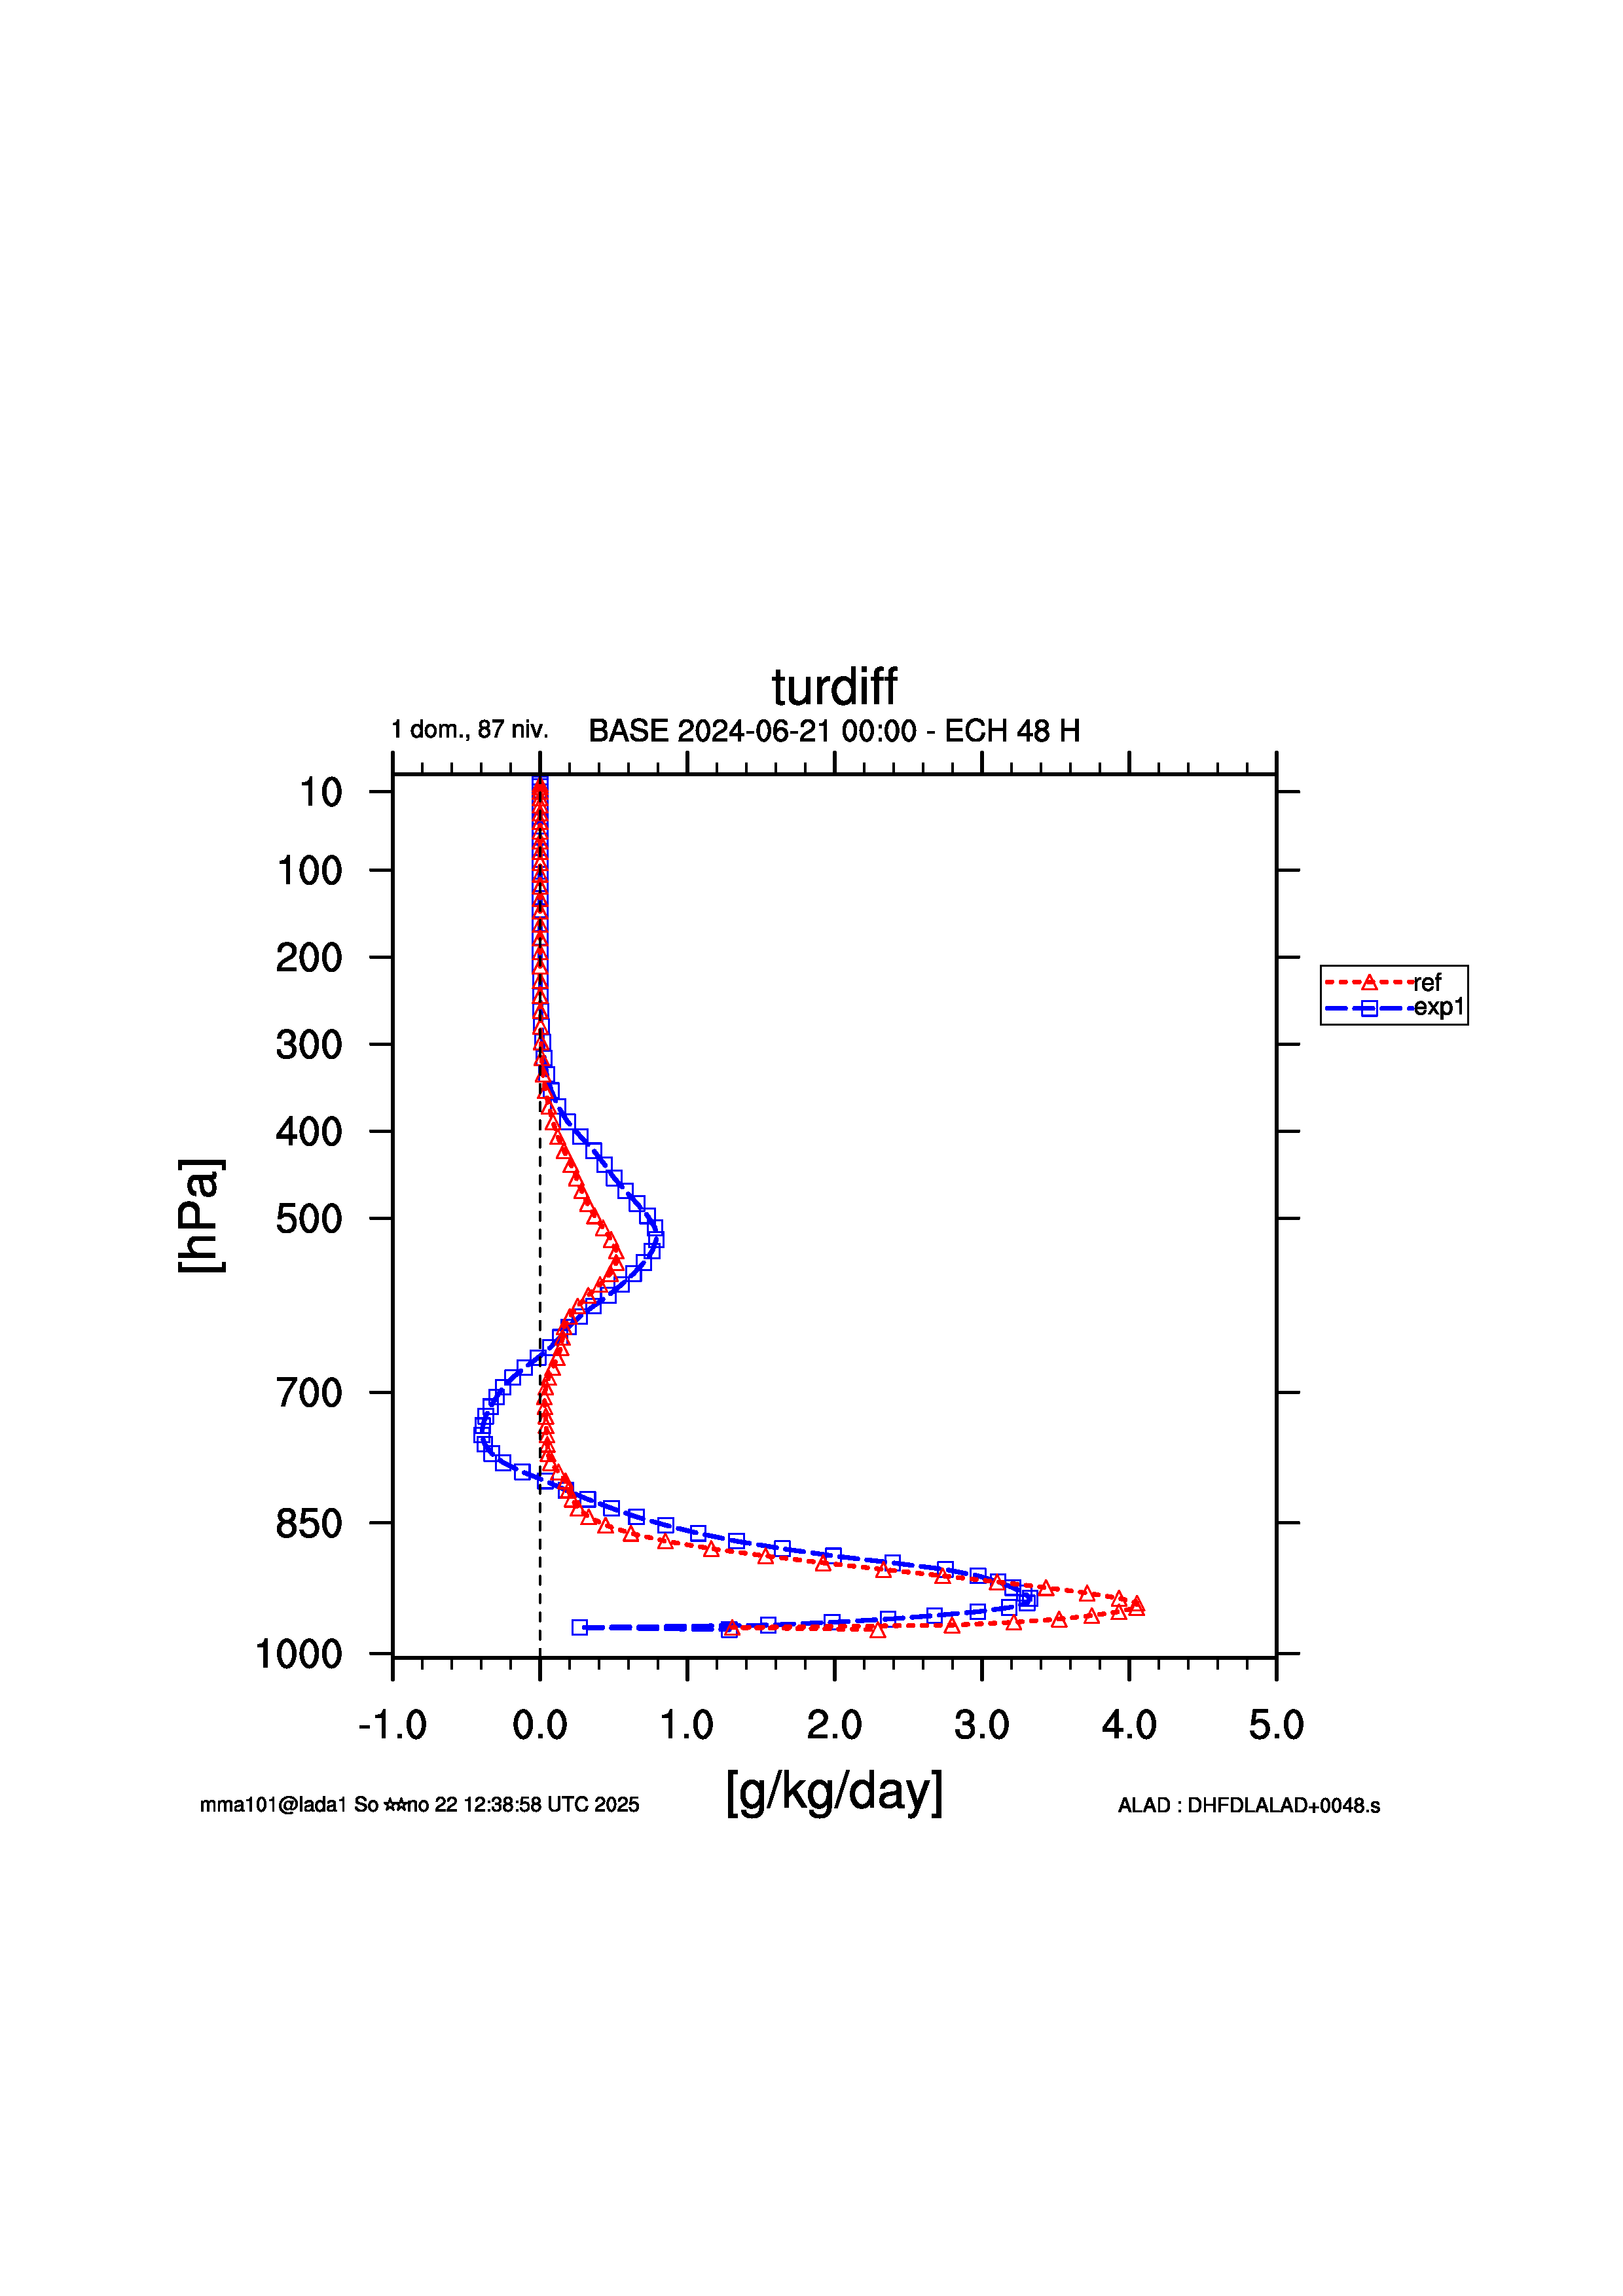 turdiff
1 dom., 87 niv.
BASE 2024-06-21 00:00 - ECH 48 H
10
100
200
300
400
500
700
850
1000
[hPa]
ref
exp1
-1.0 0.0 1.0 2.0 3.0 4.0 5.0
[g/kg/day]
mma101@lada1 So ☆☆no 22 12:38:58 UTC 2025
ALAD : DHFDLALAD+0048.s